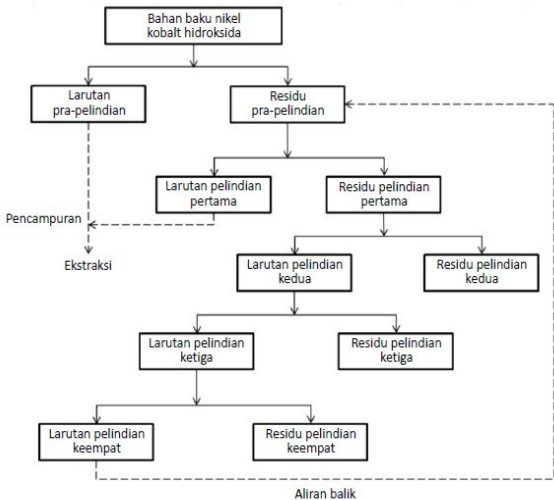 Bahan baku nikel
kobalt hidroksida
Larutan
pra-pelindian
Residu
pra-pelindian
Larutan pelindian
pertama
Residu pelindian
pertama
Pencampuran
Ekstraksi
Larutan pelindian
kedua
Residu pelindian
kedua
Larutan pelindian
ketiga
Residu pelindian
ketiga
Larutan pelindian
keempat
Residu pelindian
keempat
Aliran balik